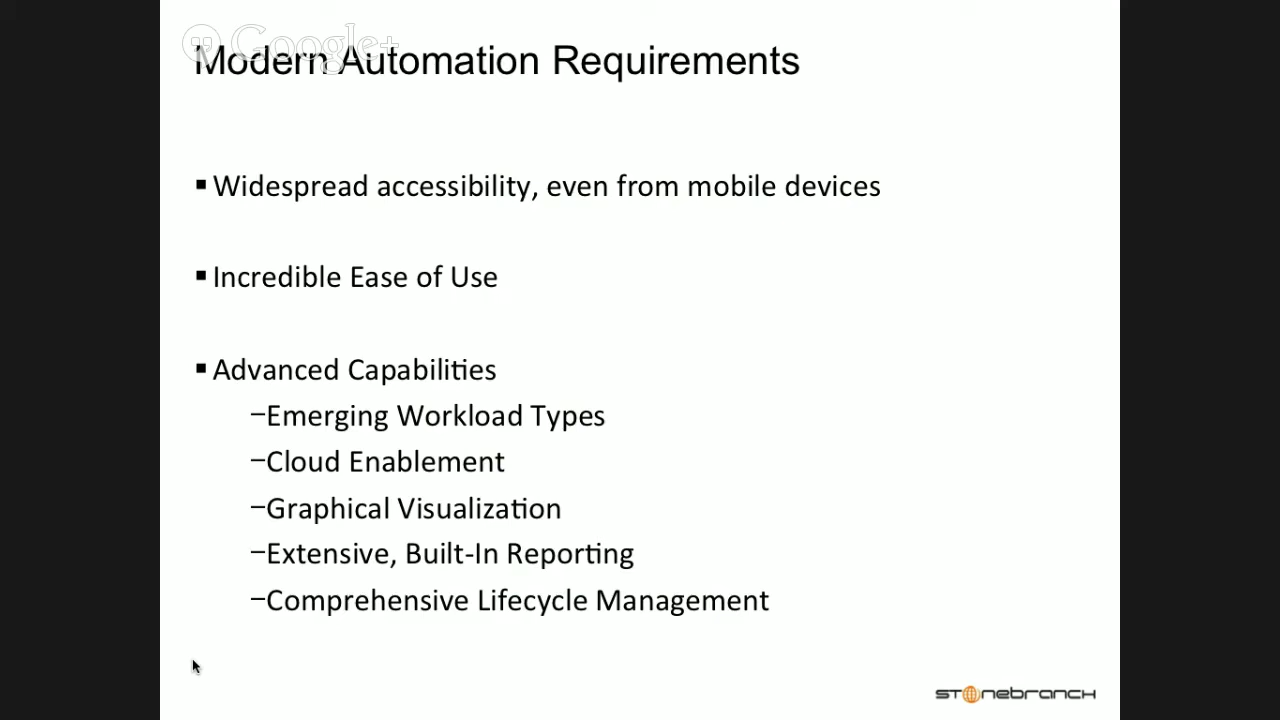 Google+
Modern Automation Requirements
▪ Widespread accessibility, even from mobile devices
▪ Incredible Ease of Use
▪ Advanced Capabilities
–Emerging Workload Types
–Cloud Enablement
–Graphical Visualization
–Extensive, Built-In Reporting
–Comprehensive Lifecycle Management
STONEBRANCH